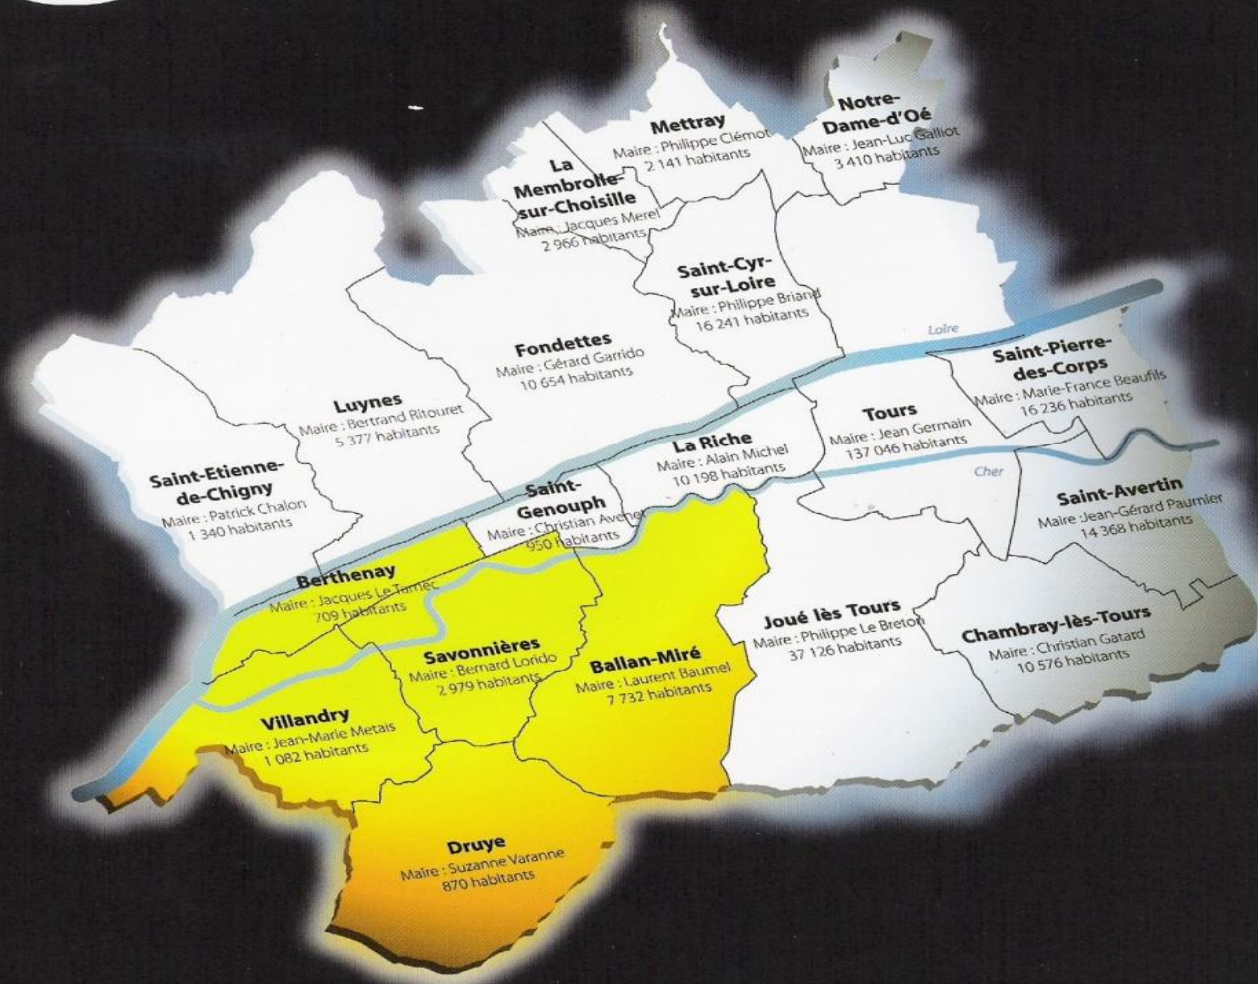 Notre-
Dame-d'Oé
Maire : Jean-Luc Galliot
3 410 habitants
Mettray
Maire : Philippe Clémot
2 141 habitants
La
Membrolle-
sur-Choisille
Maire : Jacques Merel
2 966 habitants
Saint-Cyr-
sur-Loire
Maire : Philippe Briand
16 241 habitants
Fondettes
Maire : Gérard Garrido
10 654 habitants
Luynes
Maire : Bertrand Ritouret
5 377 habitants
Saint-Etienne-
de-Chigny
Maire : Patrick Chalon
1 340 habitants
Loire
Saint-Pierre-
des-Corps
Maire : Marie-France Beaufils
16 236 habitants
Tours
Maire : Jean Germain
137 046 habitants
La Riche
Maire : Alain Michel
10 198 habitants
Cher
Saint-
Genouph
Maire : Christian Avenet
950 habitants
Saint-Avertin
Maire : Jean-Gérard Paumier
14 368 habitants
Berthenay
Maire : Jacques Le Tarnec
709 habitants
Savonnières
Maire : Bernard Lorido
2 979 habitants
Ballan-Miré
Maire : Laurent Baumel
7 732 habitants
Joué lès Tours
Maire : Philippe Le Breton
37 126 habitants
Chambray-lès-Tours
Maire : Christian Gatard
10 576 habitants
Villandry
Maire : Jean-Marie Metais
1 082 habitants
Druye
Maire : Suzanne Varanne
870 habitants